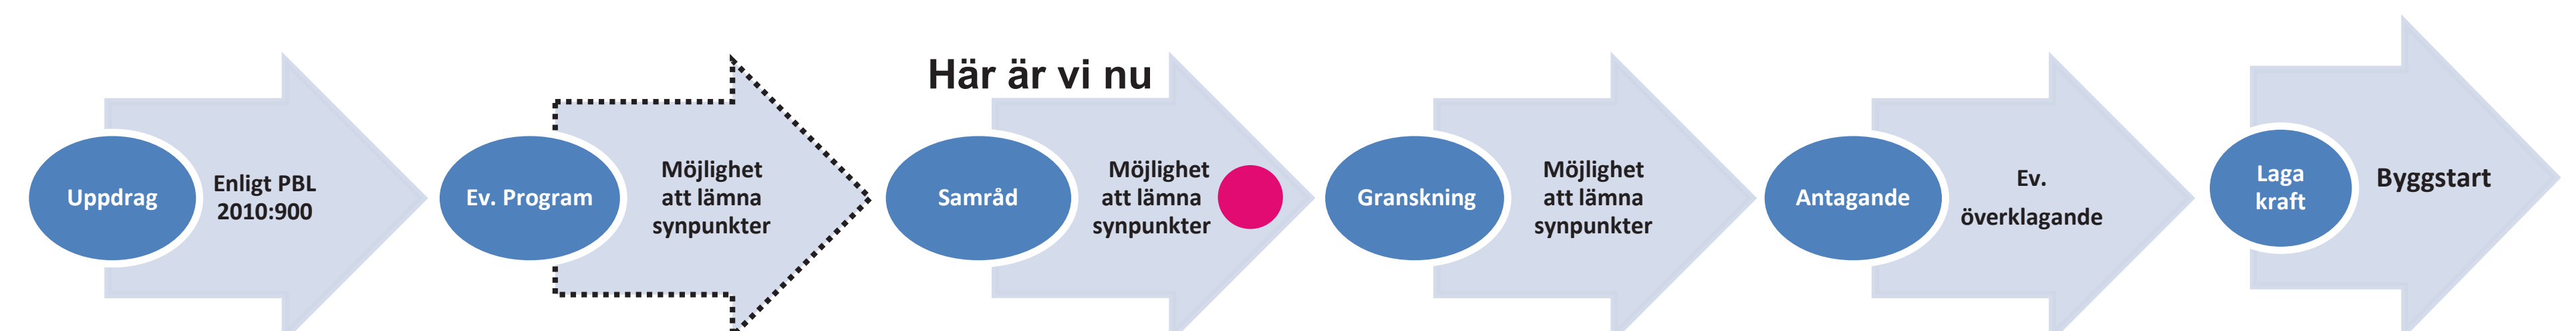 Här är vi nu
Uppdrag
Enligt PBL
2010:900
Ev. Program
Möjlighet
att lämna
synpunkter
Samråd
Möjlighet
att lämna
synpunkter
Granskning
Möjlighet
att lämna
synpunkter
Antagande
Ev.
överklagande
Laga
kraft
Byggstart